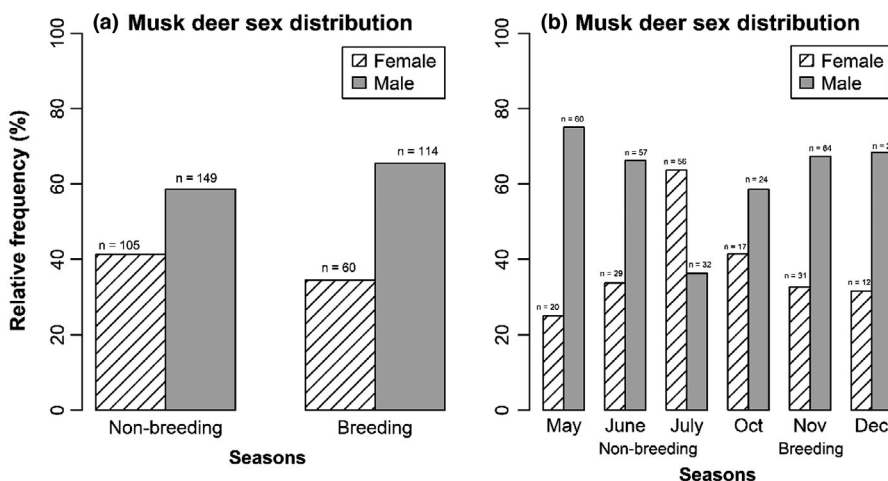 (a) Musk deer sex distribution
Female
Male
Relative frequency (%)
100
80
60
40
20
0
n = 105
n = 149
n = 60
n = 114
Non-breeding
Breeding
Seasons
(b) Musk deer sex distribution
Female
Male
100
80
60
40
20
0
n = 20
n = 60
n = 29
n = 57
n = 56
n = 32
n = 17
n = 24
n = 31
n = 64
n = 12
n = 2
May June July Oct Nov Dec
Non-breeding Breeding
Seasons